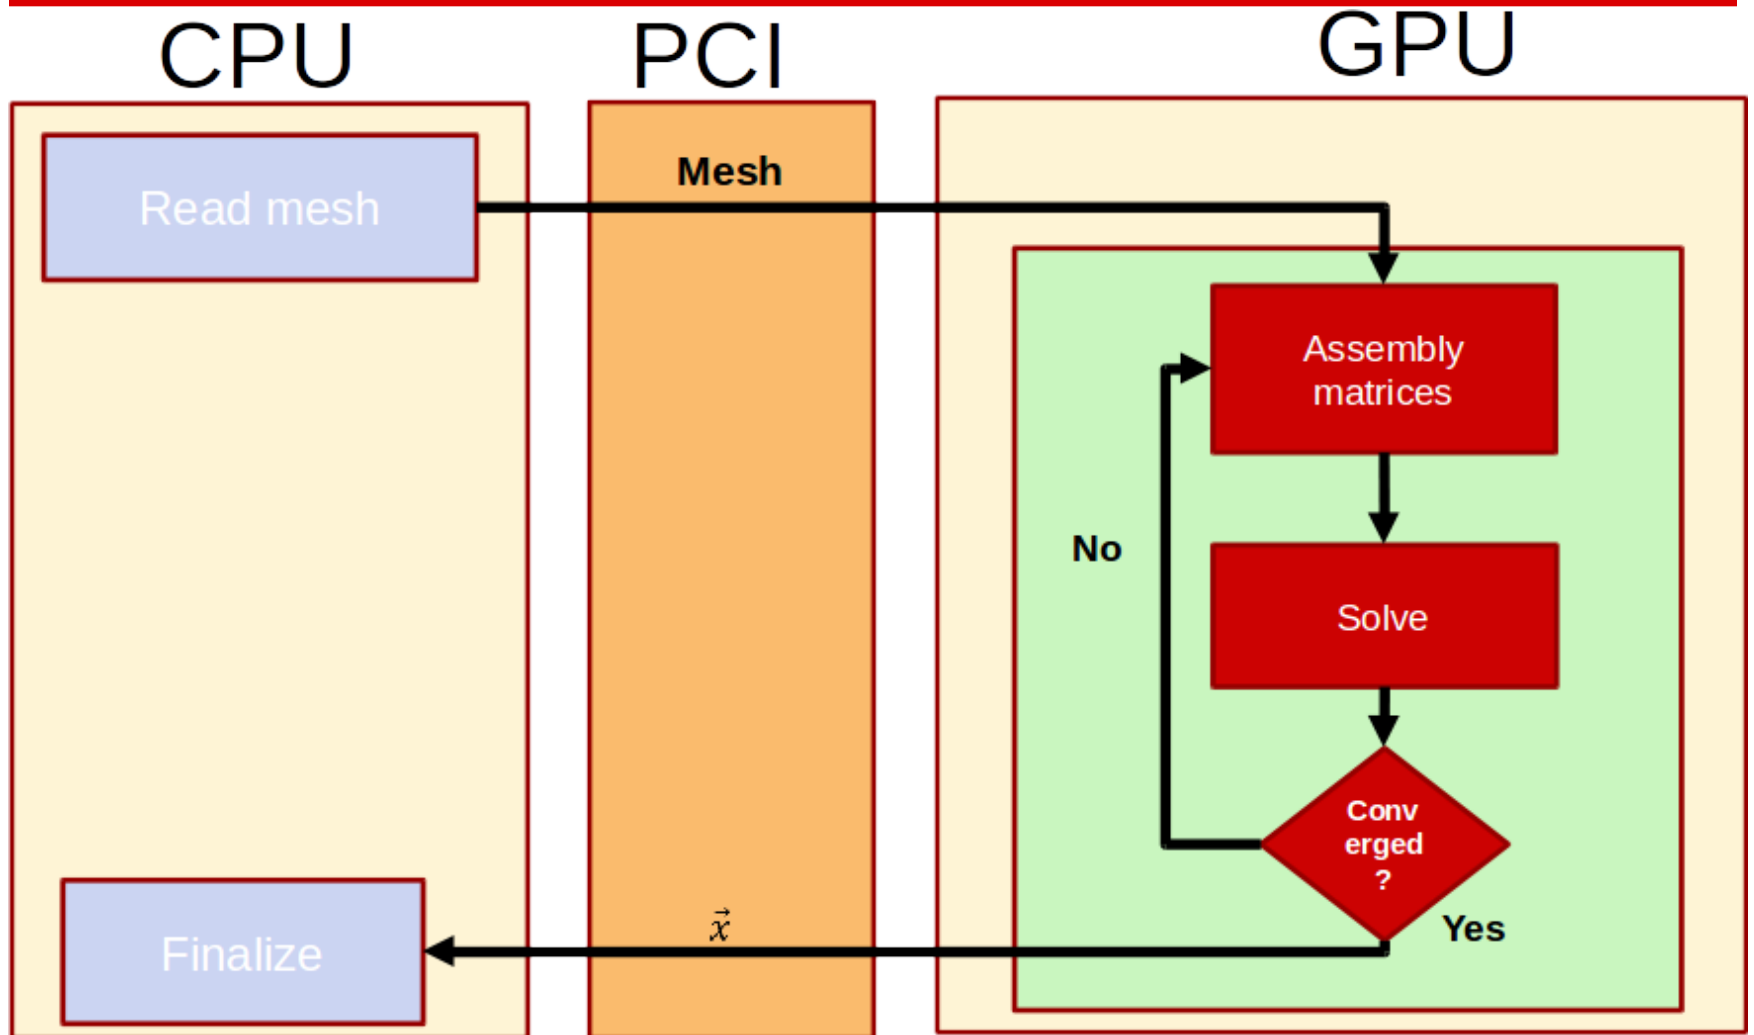 CPU
PCI
GPU
Read mesh
Mesh
Assembly
matrices
No
Solve
Conv
erged
?
Yes
x⃗
Finalize